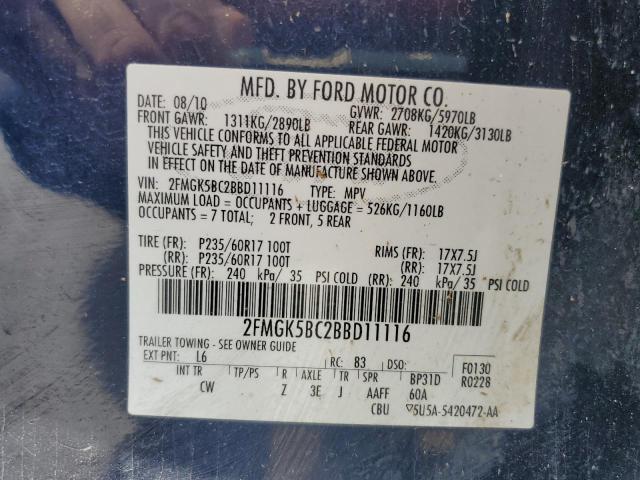 MFD. BY FORD MOTOR CO.
DATE: 08/10 GVWR: 2708KG/5970LB
FRONT GAWR: 1311KG/2890LB REAR GAWR: 1420KG/3130LB
THIS VEHICLE CONFORMS TO ALL APPLICABLE FEDERAL MOTOR
VEHICLE SAFETY AND THEFT PREVENTION STANDARDS
IN EFFECT ON THE DATE OF MANUFACTURE SHOWN ABOVE.
VIN: 2FMGK5BC2BBD11116 TYPE: MPV
MAXIMUM LOAD = OCCUPANTS + LUGGAGE = 526KG/1160LB
OCCUPANTS = 7 TOTAL; 2 FRONT, 5 REAR
TIRE (FR): P235/60R17 100T RIMS (FR): 17X7.5J
(RR): P235/60R17 100T (RR): 17X7.5J
PRESSURE (FR): 240 kPa/ 35 PSI COLD (RR): 240 kPa/ 35 PSI COLD
2FMGK5BC2BBD11116
TRAILER TOWING - SEE OWNER GUIDE
EXT PNT: L6 RC: 83 DSO: F0130
INT TR TP/PS R AXLE TR SPR BP31D R0228
CW Z 3E J AAFF 60A
CBU 5U5A-5420472-AA